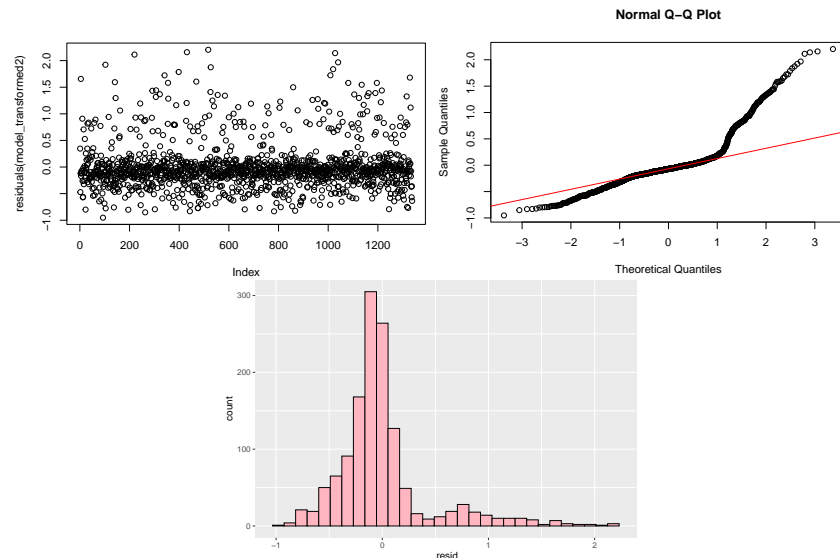 Normal Q−Q Plot
residuals(model_transformed2)
2.0
1.5
1.0
0.5
0.0
−1.0
0 200 400 600 800 1000 1200
Index
Sample Quantiles
2.0
1.5
1.0
0.5
0.0
−1.0
−3 −2 −1 0 1 2 3
Theoretical Quantiles
count
300
200
100
0
−1 0 1 2
resid